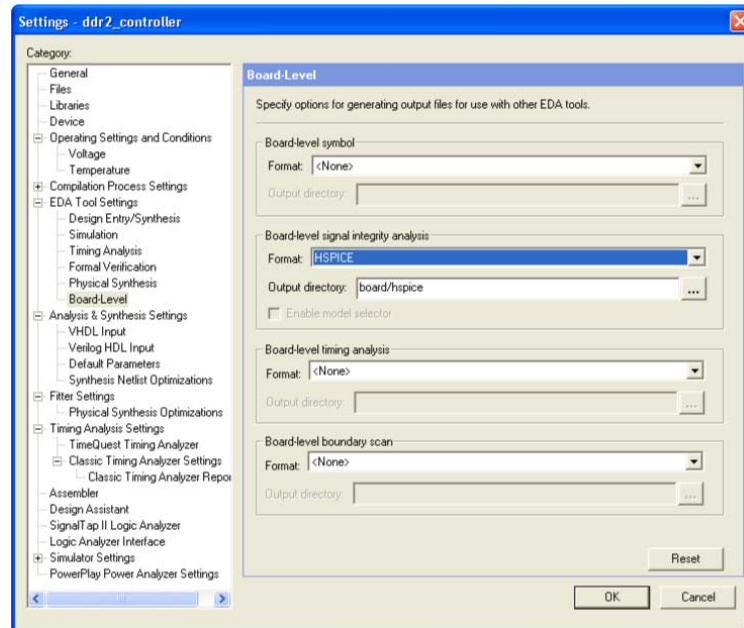 Settings - ddr2_controller
Category:
General
Files
Libraries
Device
Operating Settings and Conditions
Voltage
Temperature
Compilation Process Settings
EDA Tool Settings
Design Entry/Synthesis
Simulation
Timing Analysis
Formal Verification
Physical Synthesis
Board-Level
Analysis & Synthesis Settings
VHDL Input
Verilog HDL Input
Default Parameters
Synthesis Netlist Optimizations
Fitter Settings
Physical Synthesis Optimizations
Timing Analysis Settings
TimeQuest Timing Analyzer
Classic Timing Analyzer Settings
Classic Timing Analyzer Repor
Assembler
Design Assistant
SignalTap II Logic Analyzer
Logic Analyzer Interface
Simulator Settings
PowerPlay Power Analyzer Settings
Board-Level
Specify options for generating output files for use with other EDA tools.
Board-level symbol
Format: <None>
Output directory: ...
Board-level signal integrity analysis
Format: HSPICE
Output directory: board/hspice ...
Enable model selector
Board-level timing analysis
Format: <None>
Output directory: ...
Board-level boundary scan
Format: <None>
Output directory: ...
Reset
OK Cancel